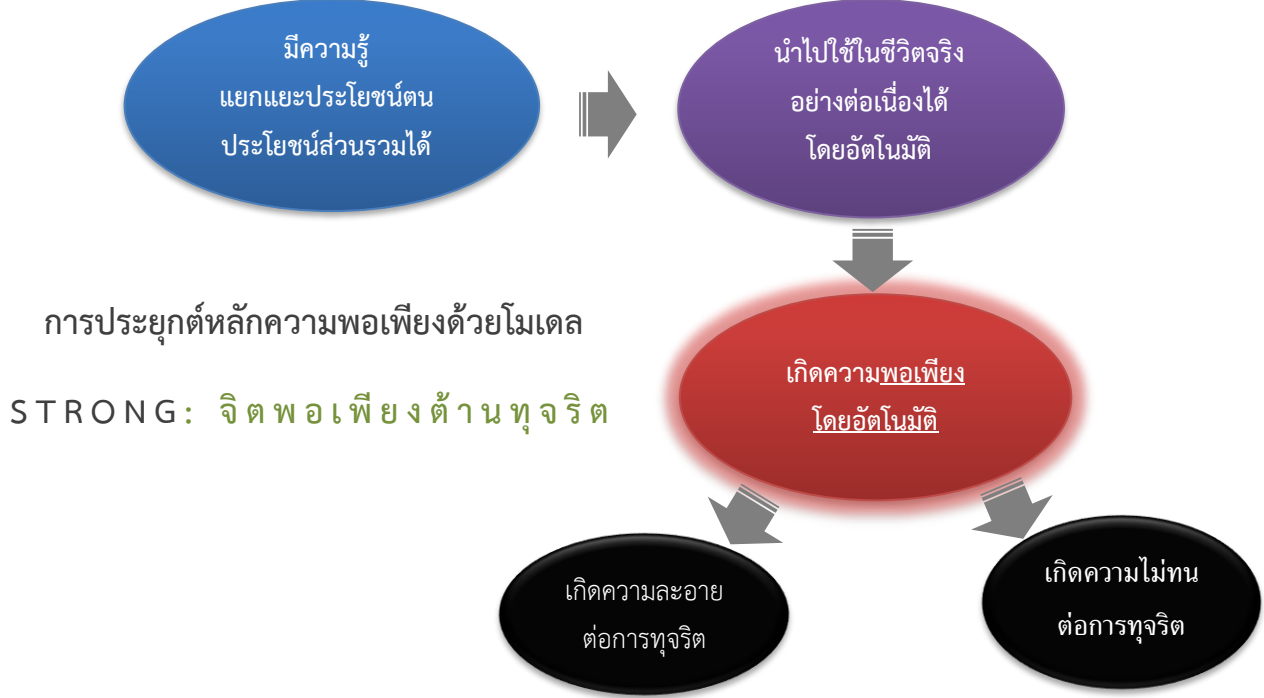 มีความรู้
แยกแยะประโยชน์ตน
ประโยชน์ส่วนรวมได้
นำไปใช้ในชีวิตจริง
อย่างต่อเนื่องได้
โดยอัตโนมัติ
การประยุกต์หลักความพอเพียงด้วยโมเดล
STRONG: จิตพอเพียงต้านทุจริต
เกิดความพอเพียง
โดยอัตโนมัติ
เกิดความละอาย
ต่อการทุจริต
เกิดความไม่ทน
ต่อการทุจริต